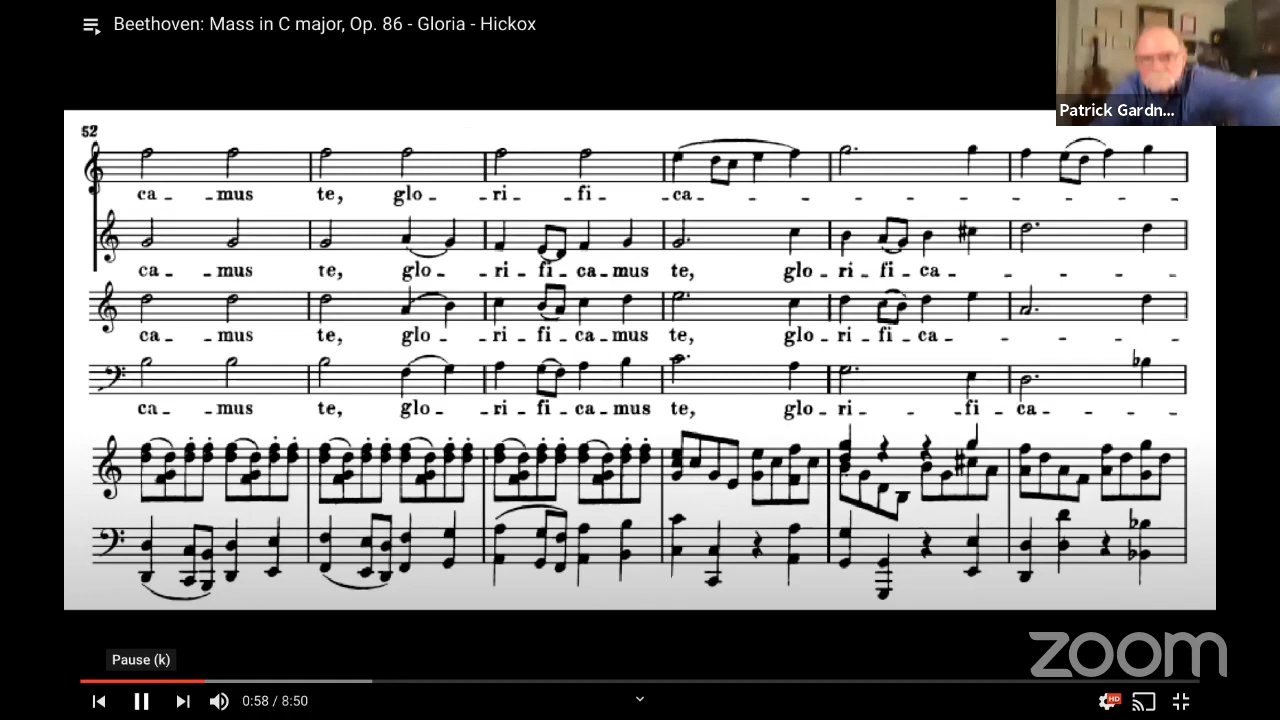 Beethoven: Mass in C major, Op. 86 - Gloria - Hickox
Patrick Gardn...
52
ca - - mus te, glo - - ri - - fi - - ca - - - - - - - - -
ca - - mus te, glo - - ri - fi - ca - mus te, glo - ri - fi - ca - - - - -
ca - - mus te, glo - - ri - fi - ca - mus te, glo - ri - fi - ca - - - - -
ca - - mus te, glo - - ri - fi - ca - mus te, glo - ri - - fi - ca - - - -
Pause (k)
zoom
0:58 / 8:50
HD